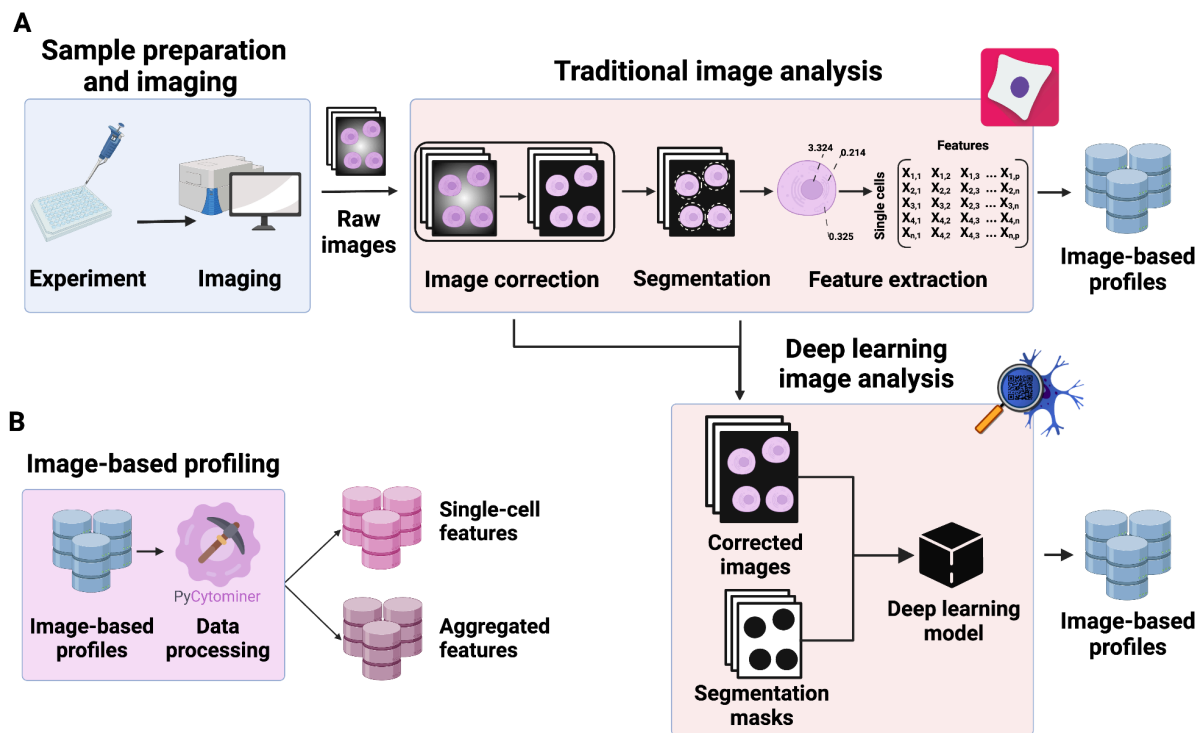 A
Sample preparation
and imaging
Experiment
Imaging
Raw
images
Traditional image analysis
Image correction
Segmentation
3.324
0.214
0.325
Feature extraction
Features
Single cells
X1,1 X1,2 X1,3 ... X1,p
X2,1 X2,2 X2,3 ... X2,n
X3,1 X3,2 X2,3 ... X3,n
X4,1 X4,2 X4,3 ... X4,n
Xn,1 X4,2 X4,3 ... Xn,p
Image-based
profiles
Deep learning
image analysis
Corrected
images
Segmentation
masks
Deep learning
model
Image-based
profiles
B
Image-based profiling
Image-based
profiles
PyCytominer
Data
processing
Single-cell
features
Aggregated
features